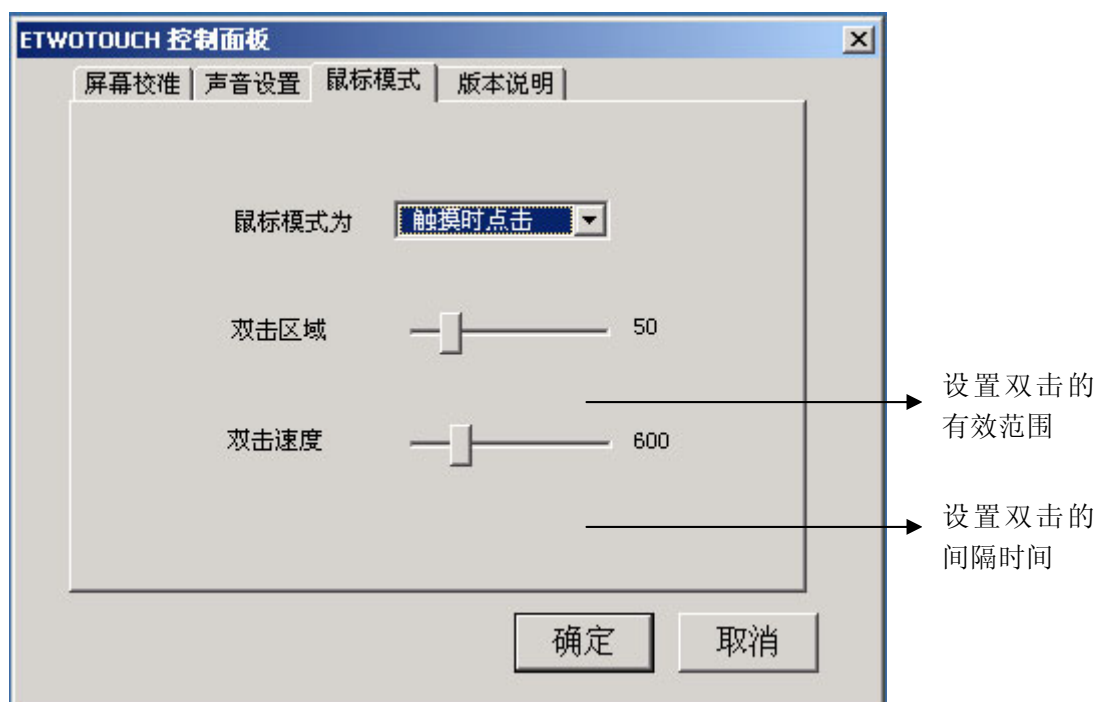 ETWOTOUCH 控制面板
屏幕校准 声音设置 鼠标模式 版本说明
鼠标模式为 触摸时点击
双击区域 50
设置双击的
有效范围
双击速度 600
设置双击的
间隔时间
确定 取消